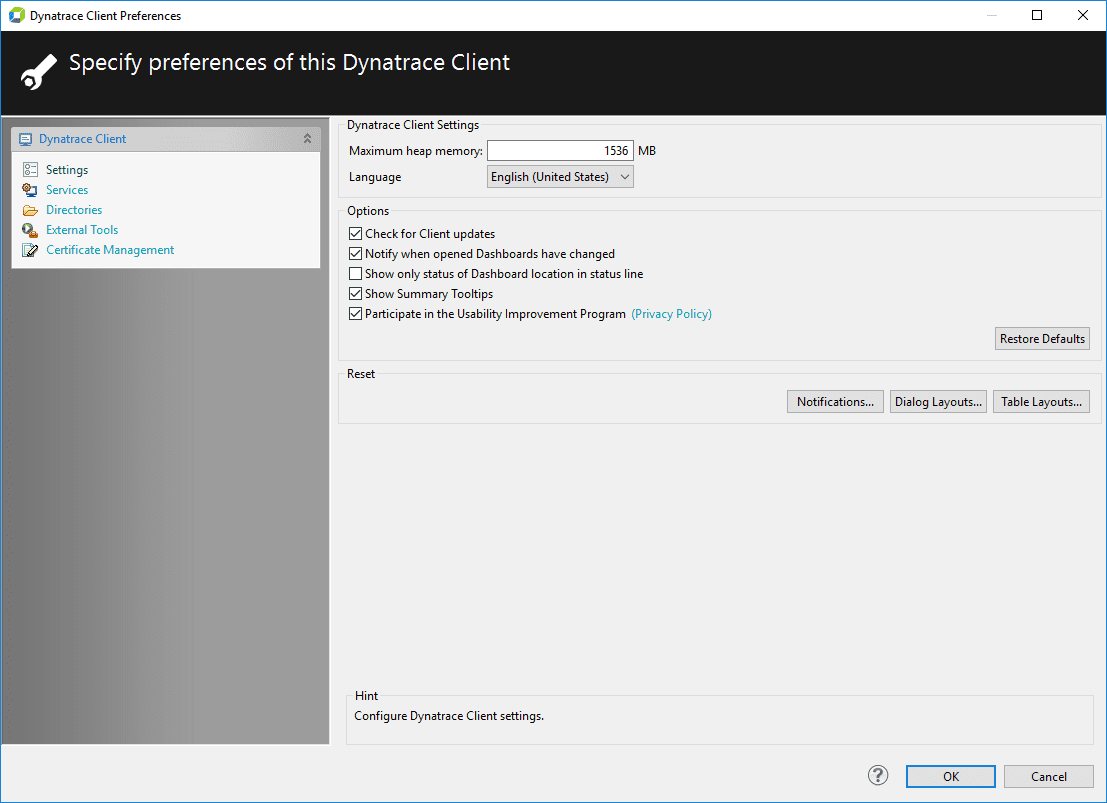 Dynatrace Client Preferences
Specify preferences of this Dynatrace Client
Dynatrace Client
Settings
Services
Directories
External Tools
Certificate Management
Dynatrace Client Settings
Maximum heap memory: 1536 MB
Language English (United States)
Options
Check for Client updates
Notify when opened Dashboards have changed
Show only status of Dashboard location in status line
Show Summary Tooltips
Participate in the Usability Improvement Program (Privacy Policy)
Restore Defaults
Reset
Notifications... Dialog Layouts... Table Layouts...
Hint
Configure Dynatrace Client settings.
? OK Cancel